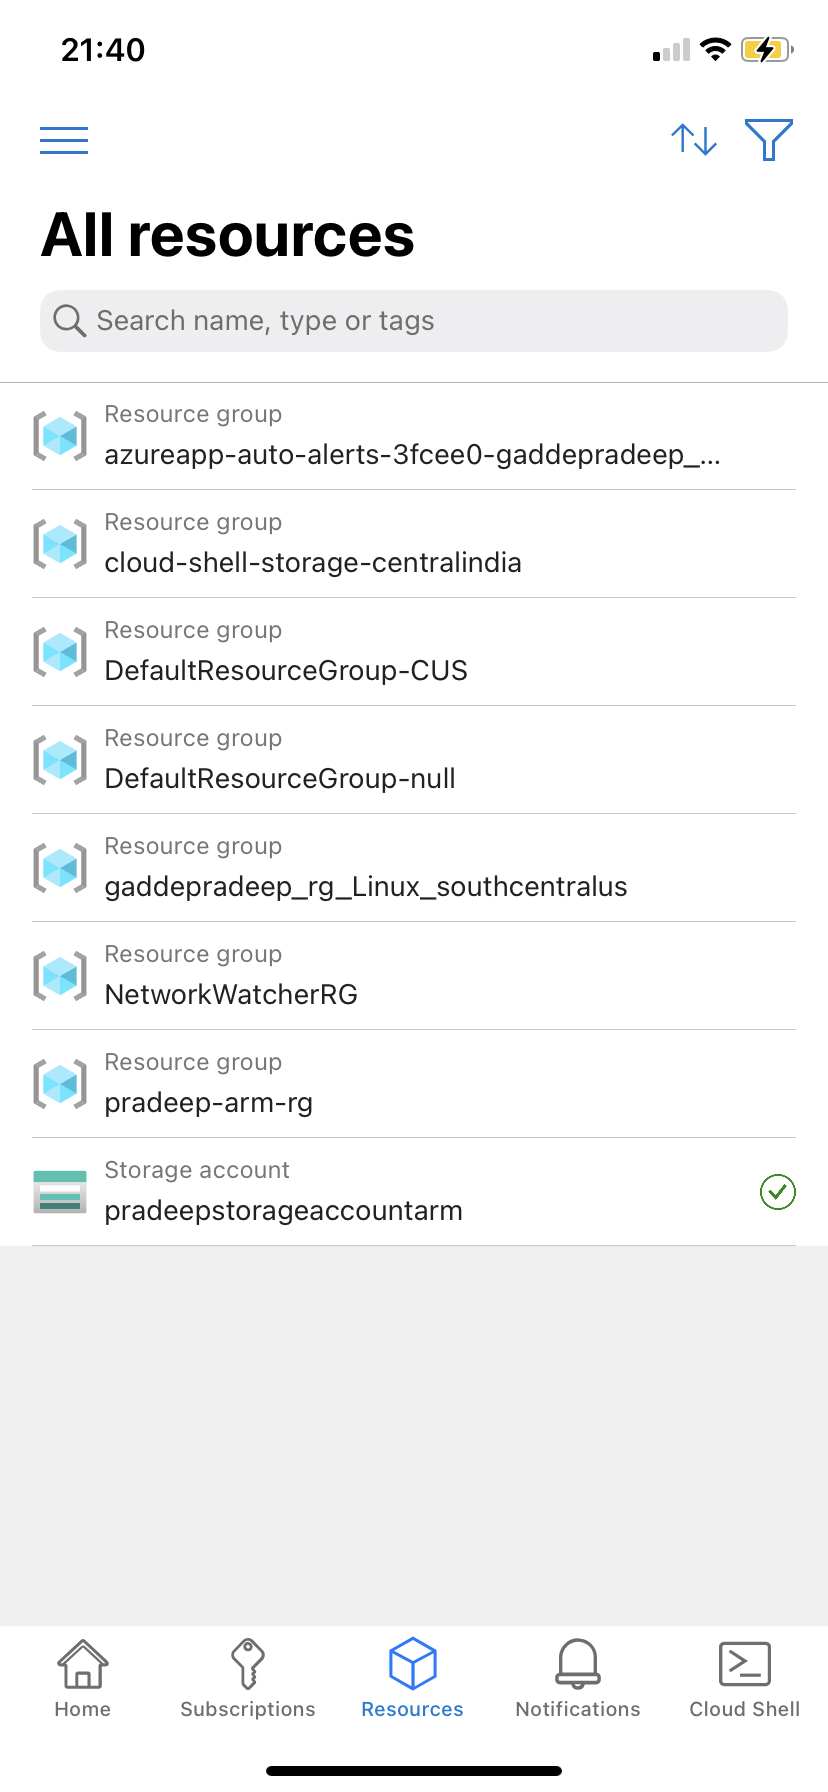 21:40
All resources
Search name, type or tags
Resource group
azureapp-auto-alerts-3fcee0-gaddepradeep_...
Resource group
cloud-shell-storage-centralindia
Resource group
DefaultResourceGroup-CUS
Resource group
DefaultResourceGroup-null
Resource group
gaddepradeep_rg_Linux_southcentralus
Resource group
NetworkWatcherRG
Resource group
pradeep-arm-rg
Storage account
pradeepstorageaccountarm
Home Subscriptions Resources Notifications Cloud Shell